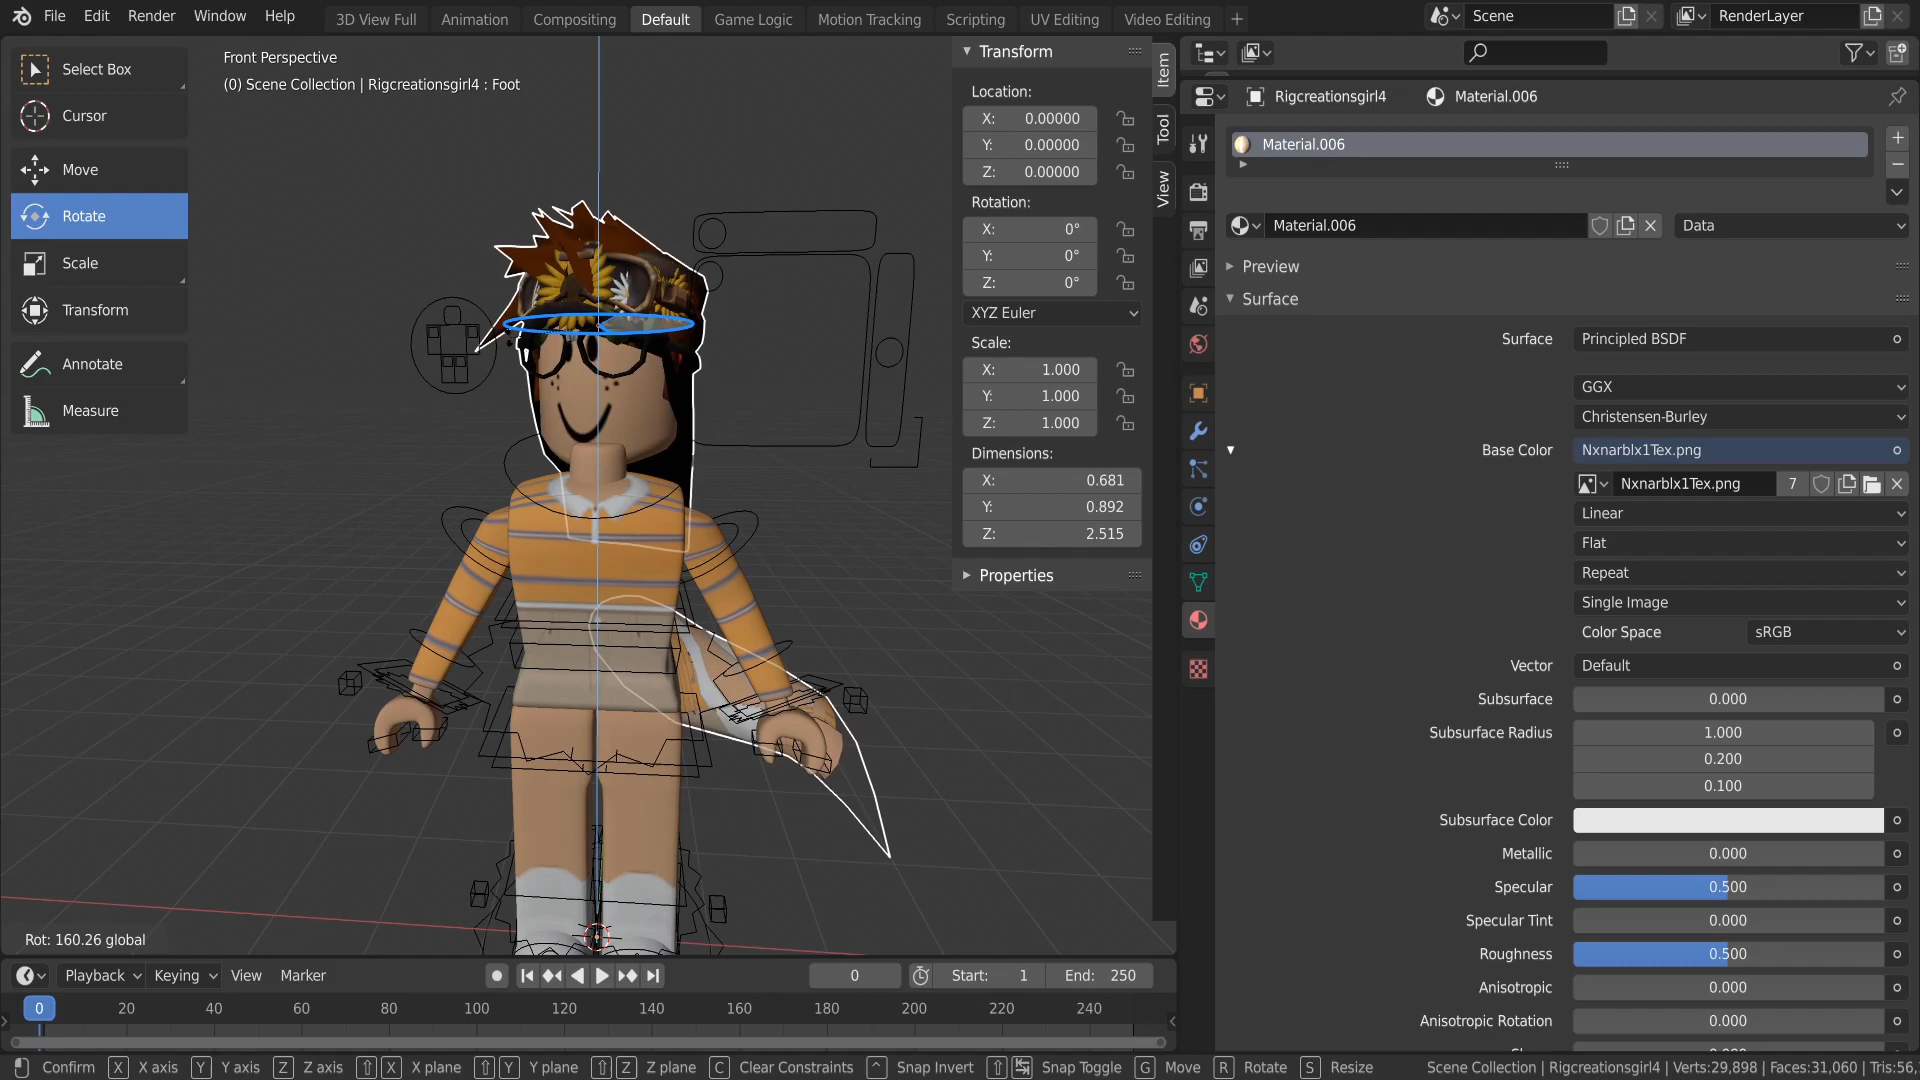 File Edit Render Window Help 3D View Full Animation Compositing Default Game Logic Motion Tracking Scripting UV Editing Video Editing + Scene RenderLayer
Select Box
Cursor
Move
Rotate
Scale
Transform
Annotate
Measure
Front Perspective
(0) Scene Collection | Rigcreationsgirl4 : Foot
Rot: 160.26 global
Transform
Location:
X: 0.00000
Y: 0.00000
Z: 0.00000
Rotation:
X: 0°
Y: 0°
Z: 0°
XYZ Euler
Scale:
X: 1.000
Y: 1.000
Z: 1.000
Dimensions:
X: 0.681
Y: 0.892
Z: 2.515
Properties
Item
Tool
View
Rigcreationsgirl4 Material.006
Material.006
Material.006 Data
Preview
Surface
Surface Principled BSDF
GGX
Christensen-Burley
Base Color Nxnarblx1Tex.png
Nxnarblx1Tex.png 7
Linear
Flat
Repeat
Single Image
Color Space sRGB
Vector Default
Subsurface 0.000
Subsurface Radius 1.000
0.200
0.100
Subsurface Color
Metallic 0.000
Specular 0.500
Specular Tint 0.000
Roughness 0.500
Anisotropic 0.000
Anisotropic Rotation 0.000
Playback Keying View Marker 0 Start: 1 End: 250
0 20 40 60 80 100 120 140 160 180 200 220 240
Confirm X X axis Y Y axis Z Z axis X X plane Y Y plane Z Z plane C Clear Constraints Snap Invert Snap Toggle G Move R Rotate S Resize Scene Collection | Rigcreationsgirl4 | Verts:29,898 | Faces:31,060 | Tris:56,